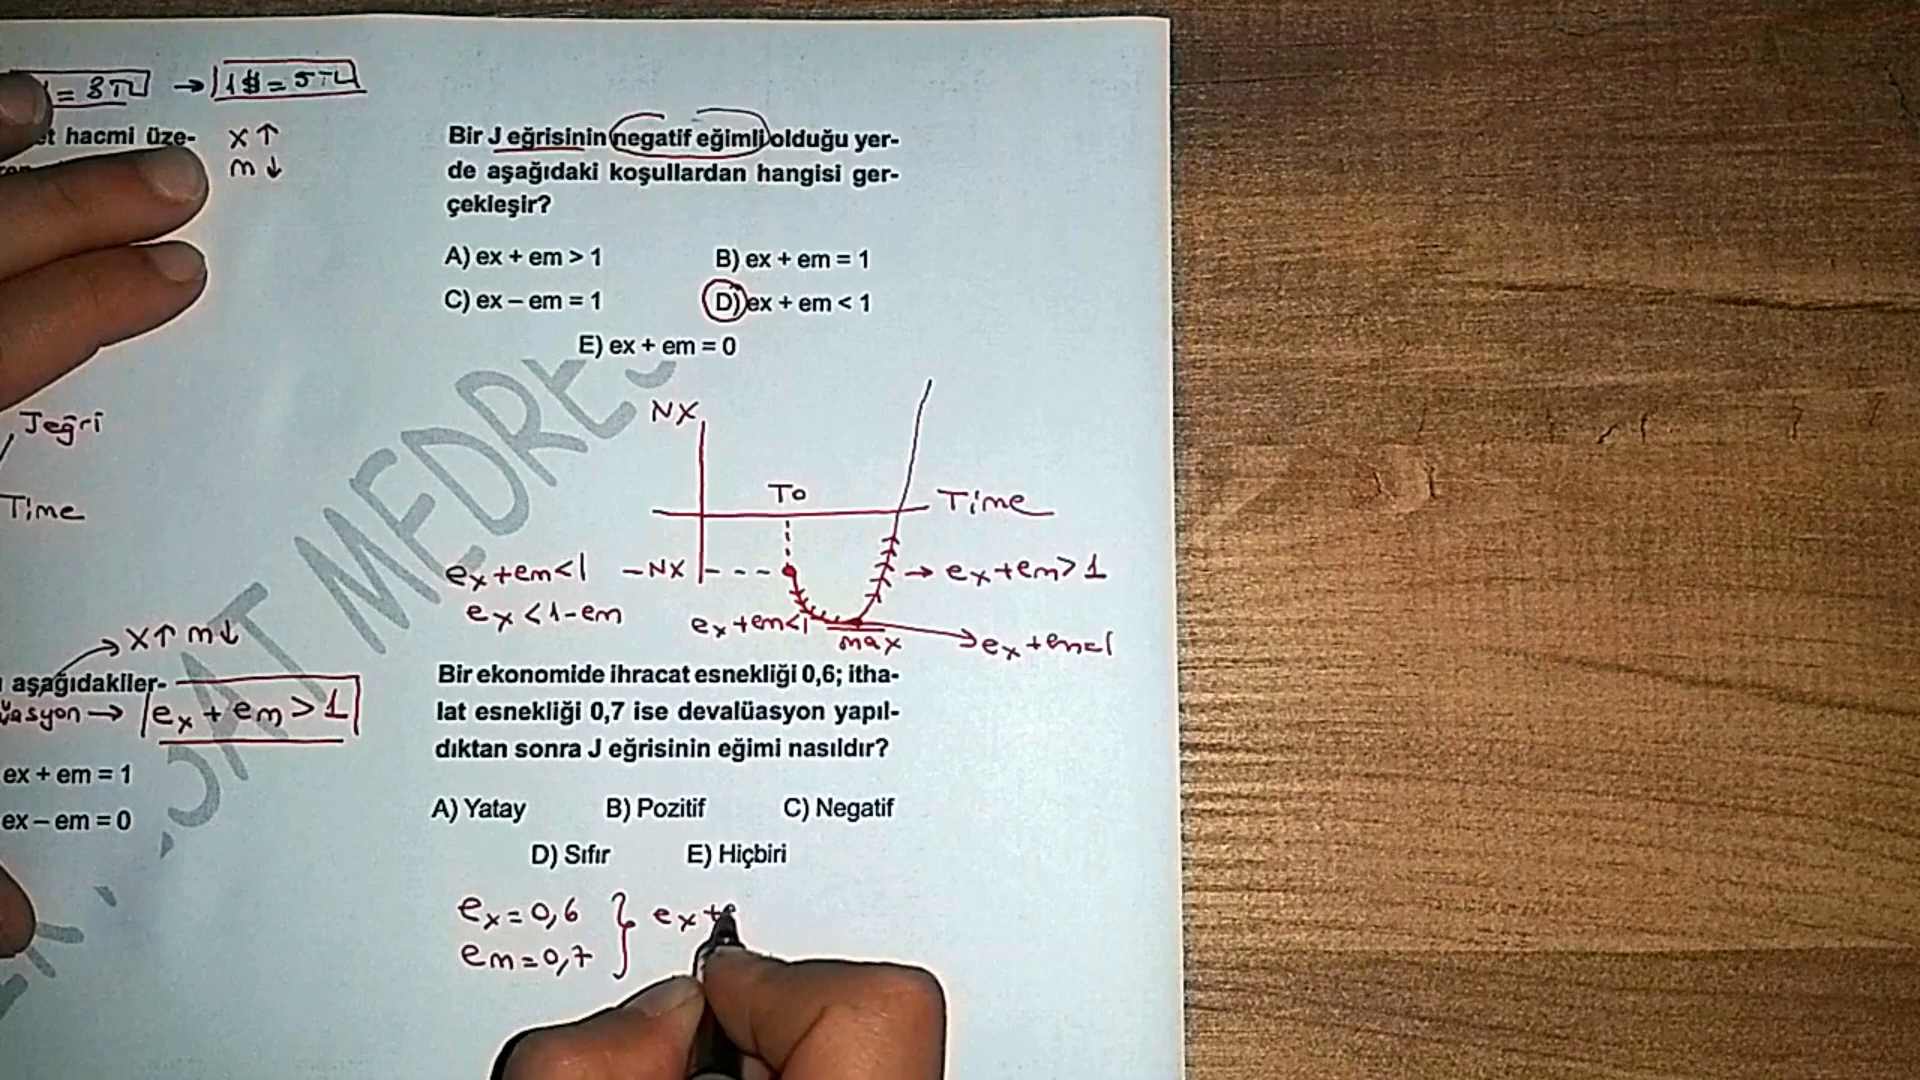 = 3TL → 1$ = 5TL
hacmi üze-
X↑
m↓
Jeğri
Time
X↑ m↓
aşağıdakiler-
→ ex + em > 1
ex + em = 1
ex – em = 0
Bir J eğrisinin negatif eğimli olduğu yer-
de aşağıdaki koşullardan hangisi ger-
çekleşir?
A) ex + em > 1 B) ex + em = 1
C) ex – em = 1 D) ex + em < 1
E) ex + em = 0
NX
To
Time
ex+em<1 -NX → ex+em>1
ex<1-em
ex+em<1 max ex+em=1
Bir ekonomide ihracat esnekliği 0,6; itha-
lat esnekliği 0,7 ise devalüasyon yapıl-
dıktan sonra J eğrisinin eğimi nasıldır?
A) Yatay B) Pozitif C) Negatif
D) Sıfır E) Hiçbiri
ex=0,6 ex+e
em=0,7